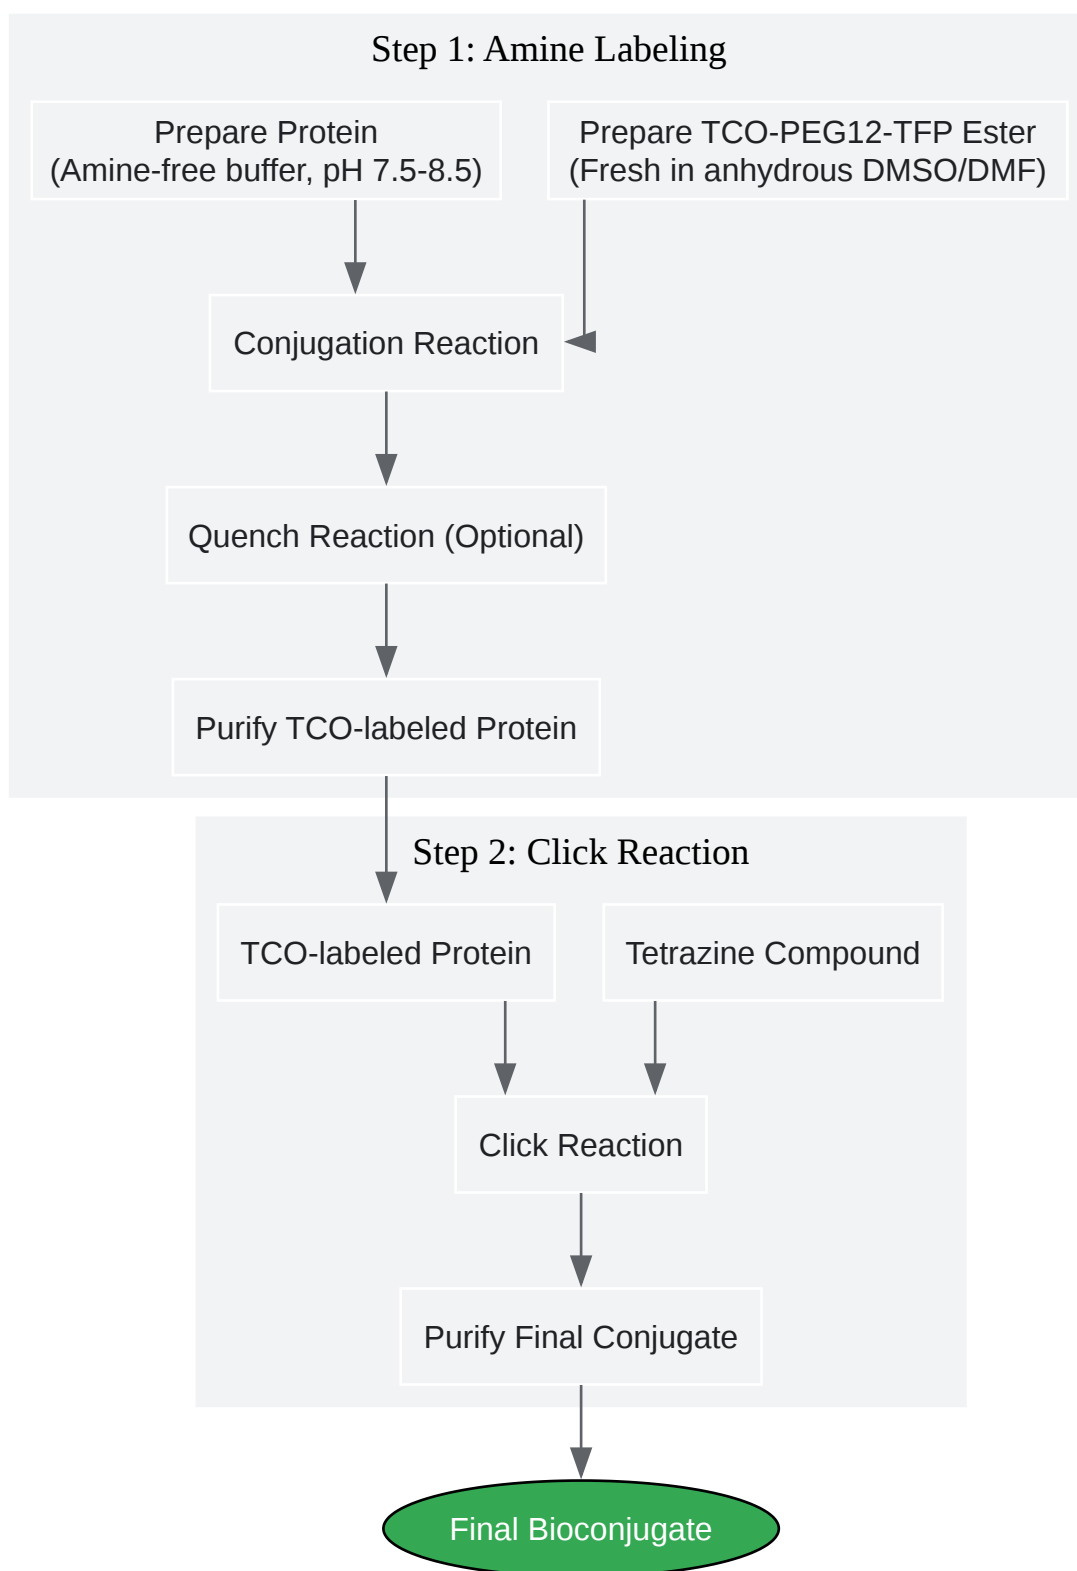 Step 1: Amine Labeling
Prepare Protein
(Amine-free buffer, pH 7.5-8.5)
Prepare TCO-PEG12-TFP Ester
(Fresh in anhydrous DMSO/DMF)
Conjugation Reaction
Quench Reaction (Optional)
Purify TCO-labeled Protein
Step 2: Click Reaction
TCO-labeled Protein
Tetrazine Compound
Click Reaction
Purify Final Conjugate
Final Bioconjugate